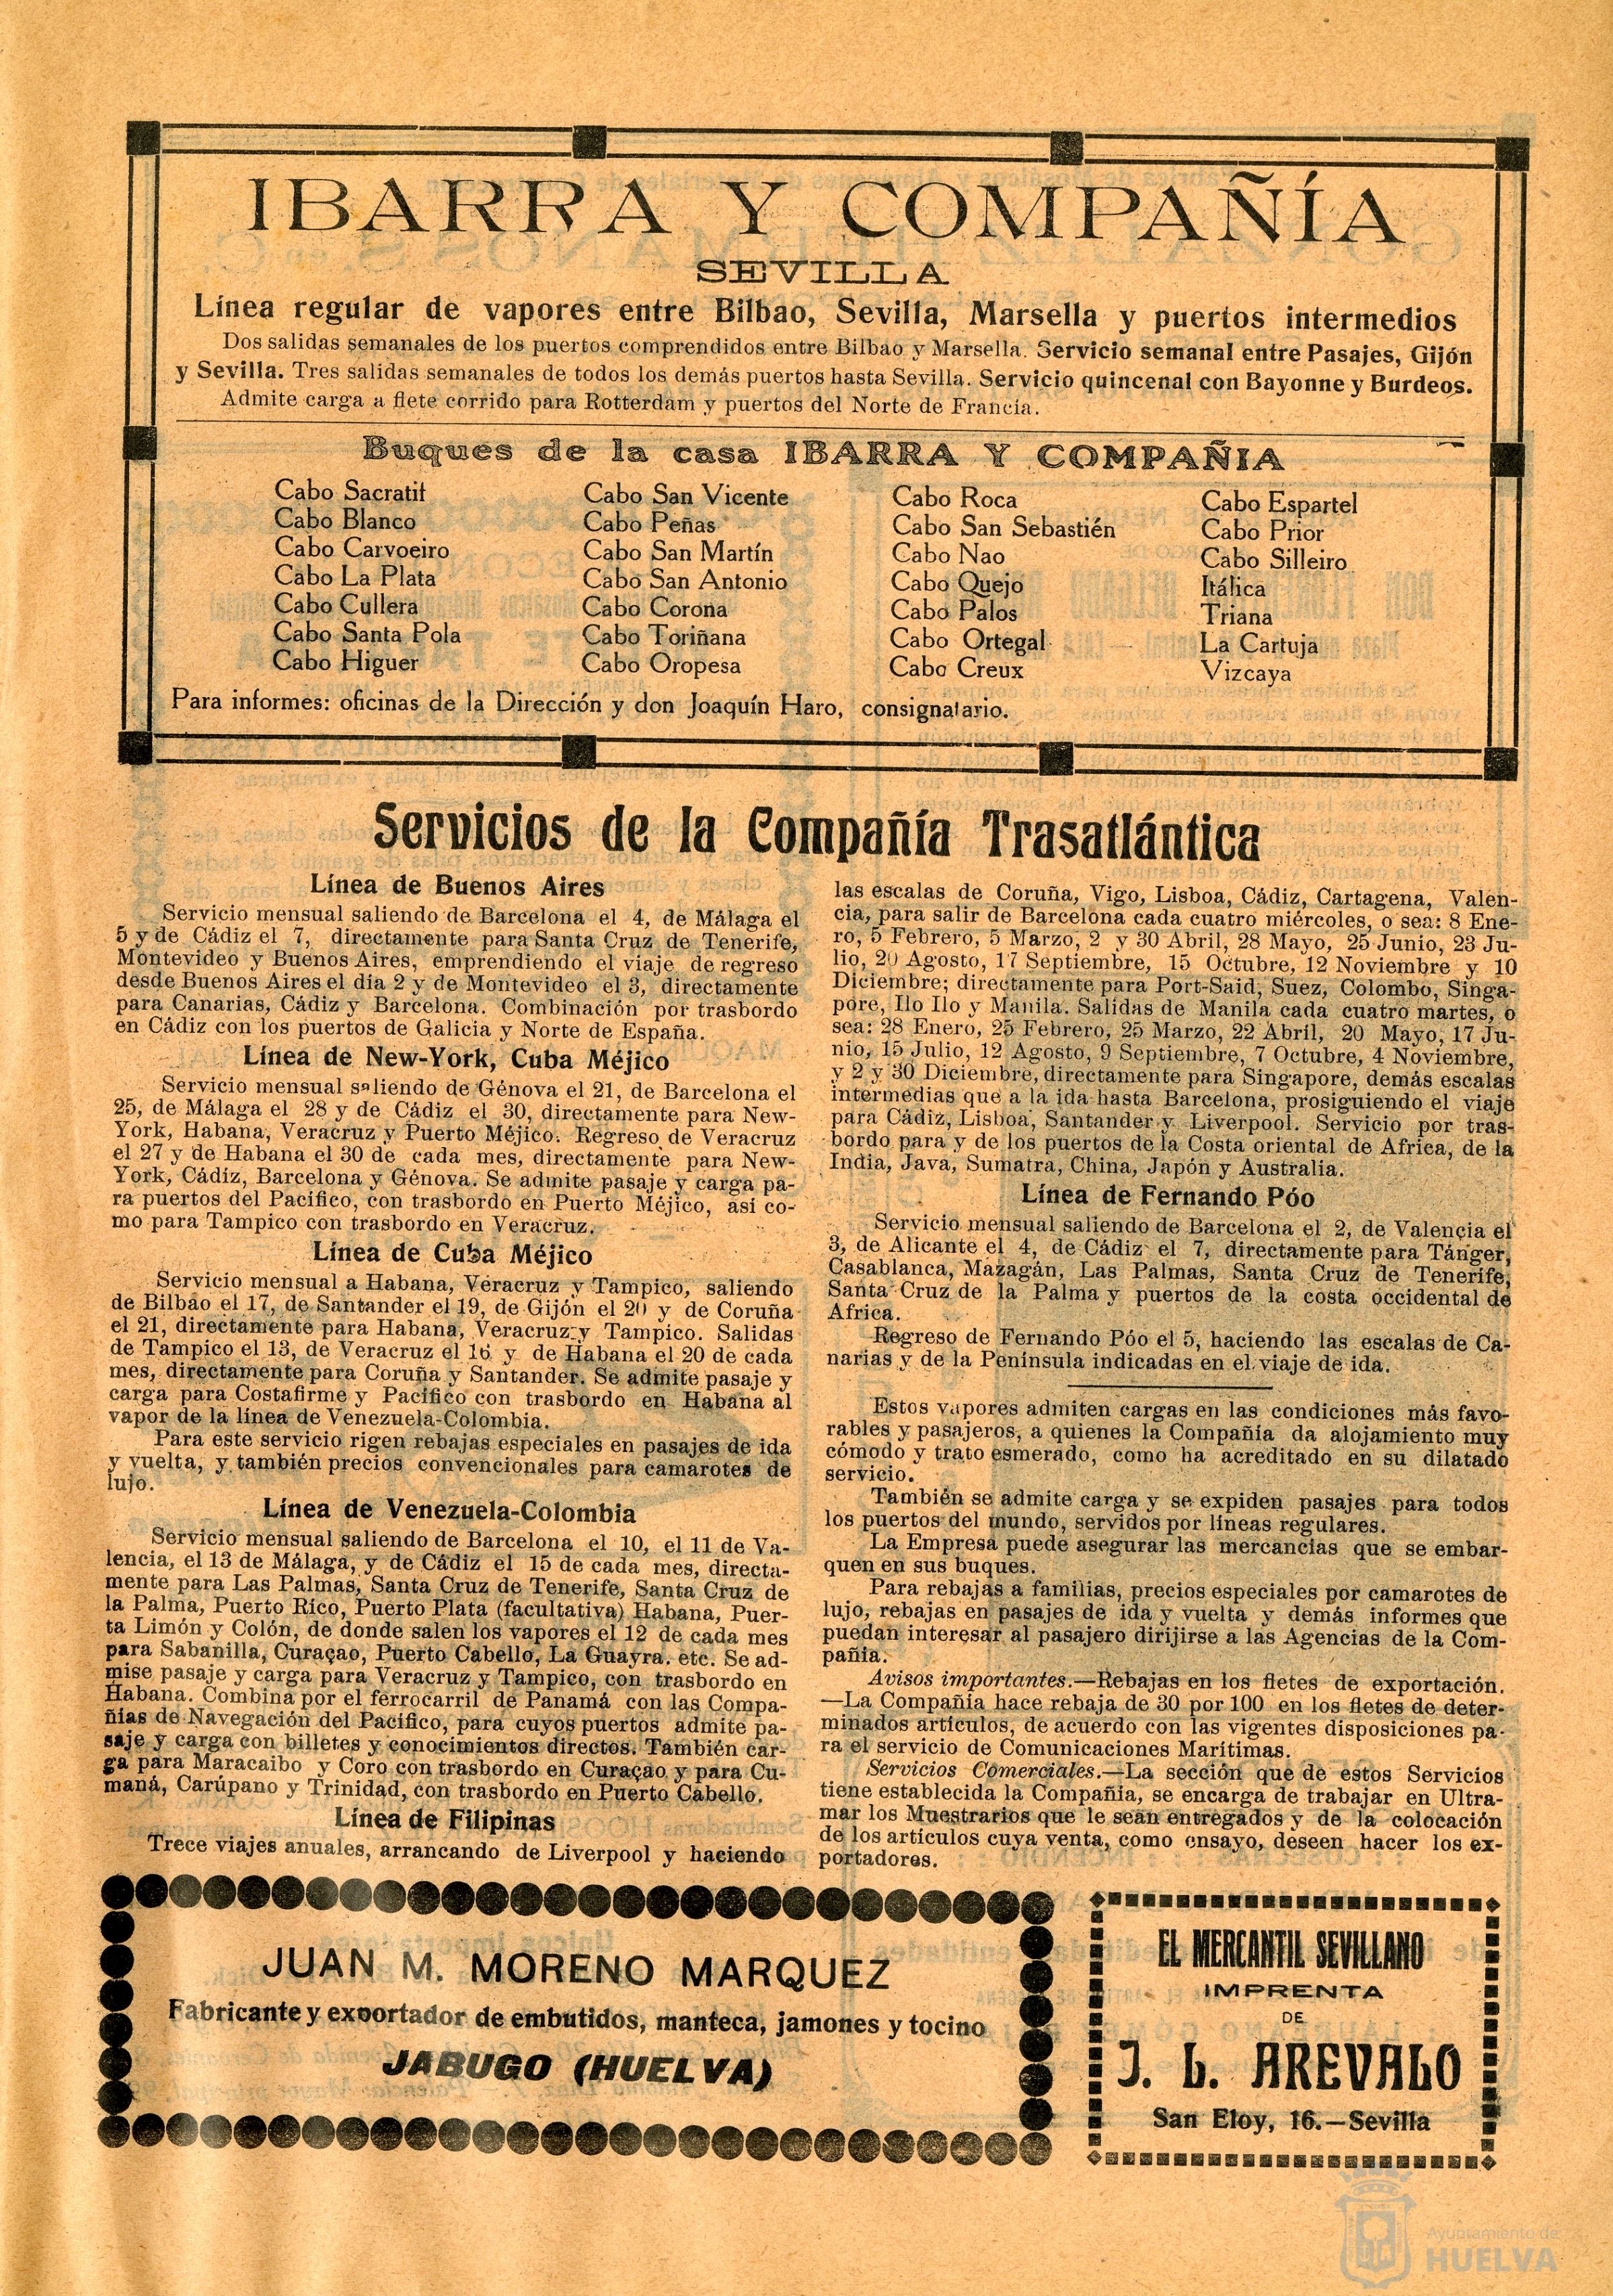 IBARRA Y COMPAÑÍA
SEVILLA
Línea regular de vapores entre Bilbao, Sevilla, Marsella y puertos intermedios
Dos salidas semanales de los puertos comprendidos entre Bilbao y Marsella. Servicio semanal entre Pasajes, Gijón
y Sevilla. Tres salidas semanales de todos los demás puertos hasta Sevilla. Servicio quincenal con Bayonne y Burdeos.
Admite carga a flete corrido para Rotterdam y puertos del Norte de Francia.
Buques de la casa IBARRA Y COMPAÑIA
Cabo Sacratif
Cabo Blanco
Cabo Carvoeiro
Cabo La Plata
Cabo Cullera
Cabo Santa Pola
Cabo Higuer
Cabo San Vicente
Cabo Peñas
Cabo San Martín
Cabo San Antonio
Cabo Corona
Cabo Toriñana
Cabo Oropesa
Cabo Roca
Cabo San Sebastién
Cabo Nao
Cabo Quejo
Cabo Palos
Cabo Ortegal
Cabo Creux
Cabo Espartel
Cabo Prior
Cabo Silleiro
Itálica
Triana
La Cartuja
Vizcaya
Para informes: oficinas de la Dirección y don Joaquín Haro, consignatario.
Servicios de la Compañía Trasatlántica
Línea de Buenos Aires
Servicio mensual saliendo de Barcelona el 4, de Málaga el
5 y de Cádiz el 7, directamente para Santa Cruz de Tenerife,
Montevideo y Buenos Aires, emprendiendo el viaje de regreso
desde Buenos Aires el día 2 y de Montevideo el 3, directamente
para Canarias, Cádiz y Barcelona. Combinación por trasbordo
en Cádiz con los puertos de Galicia y Norte de España.
Línea de New-York, Cuba Méjico
Servicio mensual saliendo de Génova el 21, de Barcelona el
25, de Málaga el 28 y de Cádiz el 30, directamente para New-
York, Habana, Veracruz y Puerto Méjico. Regreso de Veracruz
el 27 y de Habana el 30 de cada mes, directamente para New-
York, Cádiz, Barcelona y Génova. Se admite pasaje y carga pa-
ra puertos del Pacífico, con trasbordo en Puerto Méjico, así co-
mo para Tampico con trasbordo en Veracruz.
Línea de Cuba Méjico
Servicio mensual a Habana, Veracruz y Tampico, saliendo
de Bilbao el 17, de Santander el 19, de Gijón el 20 y de Coruña
el 21, directamente para Habana, Veracruz y Tampico. Salidas
de Tampico el 13, de Veracruz el 16 y de Habana el 20 de cada
mes, directamente para Coruña y Santander. Se admite pasaje y
carga para Costafirme y Pacífico con trasbordo en Habana al
vapor de la línea de Venezuela-Colombia.
Para este servicio rigen rebajas especiales en pasajes de ida
y vuelta, y también precios convencionales para camarotes de
lujo.
Línea de Venezuela-Colombia
Servicio mensual saliendo de Barcelona el 10, el 11 de Va-
lencia, el 13 de Málaga, y de Cádiz el 15 de cada mes, directa-
mente para Las Palmas, Santa Cruz de Tenerife, Santa Cruz de
la Palma, Puerto Rico, Puerto Plata (facultativa) Habana, Puer-
ta Limón y Colón, de donde salen los vapores el 12 de cada mes
para Sabanilla, Curaçao, Puerto Cabello, La Guayra. etc. Se ad-
mise pasaje y carga para Veracruz y Tampico, con trasbordo en
Habana. Combina por el ferrocarril de Panamá con las Compa-
ñías de Navegación del Pacífico, para cuyos puertos admite pa-
saje y carga con billetes y conocimientos directos. También car-
ga para Maracaibo y Coro con trasbordo en Curaçao y para Cu-
maná, Carúpano y Trinidad, con trasbordo en Puerto Cabello.
Línea de Filipinas
Trece viajes anuales, arrancando de Liverpool y haciendo
las escalas de Coruña, Vigo, Lisboa, Cádiz, Cartagena, Valen-
cia, para salir de Barcelona cada cuatro miércoles, o sea: 8 Ene-
ro, 5 Febrero, 5 Marzo, 2 y 30 Abril, 28 Mayo, 25 Junio, 23 Ju-
lio, 20 Agosto, 17 Septiembre, 15 Octubre, 12 Noviembre y 10
Diciembre; directamente para Port-Said, Suez, Colombo, Singa-
pore, Ilo Ilo y Manila. Salidas de Manila cada cuatro martes, o
sea: 28 Enero, 25 Febrero, 25 Marzo, 22 Abril, 20 Mayo, 17 Ju-
nio, 15 Julio, 12 Agosto, 9 Septiembre, 7 Octubre, 4 Noviembre,
y 2 y 30 Diciembre, directamente para Singapore, demás escalas
intermedias que a la ida hasta Barcelona, prosiguiendo el viaje
para Cádiz, Lisboa, Santander y Liverpool. Servicio por tras-
bordo para y de los puertos de la Costa oriental de Africa, de la
India, Java, Sumatra, China, Japón y Australia.
Línea de Fernando Póo
Servicio mensual saliendo de Barcelona el 2, de Valencia el
3, de Alicante el 4, de Cádiz el 7, directamente para Tánger,
Casablanca, Mazagán, Las Palmas, Santa Cruz de Tenerife,
Santa Cruz de la Palma y puertos de la costa occidental de
Africa.
Regreso de Fernando Póo el 5, haciendo las escalas de Ca-
narias y de la Península indicadas en el viaje de ida.
Estos vapores admiten cargas en las condiciones más favo-
rables y pasajeros, a quienes la Compañía da alojamiento muy
cómodo y trato esmerado, como ha acreditado en su dilatado
servicio.
También se admite carga y se expiden pasajes para todos
los puertos del mundo, servidos por líneas regulares.
La Empresa puede asegurar las mercancías que se embar-
quen en sus buques.
Para rebajas a familias, precios especiales por camarotes de
lujo, rebajas en pasajes de ida y vuelta y demás informes que
puedan interesar al pasajero dirijirse a las Agencias de la Com-
pañía.
Avisos importantes.—Rebajas en los fletes de exportación.
—La Compañía hace rebaja de 30 por 100 en los fletes de deter-
minados artículos, de acuerdo con las vigentes disposiciones pa-
ra el servicio de Comunicaciones Marítimas.
Servicios Comerciales.—La sección que de estos Servicios
tiene establecida la Compañía, se encarga de trabajar en Ultra-
mar los Muestrarios que le sean entregados y de la colocación
de los artículos cuya venta, como ensayo, deseen hacer los ex-
portadores.
JUAN M. MORENO MARQUEZ
Fabricante y exportador de embutidos, manteca, jamones y tocino
JABUGO (HUELVA)
EL MERCANTIL SEVILLANO
IMPRENTA
DE
J. L. AREVALO
San Eloy, 16.—Sevilla
Ayuntamiento de
HUELVA